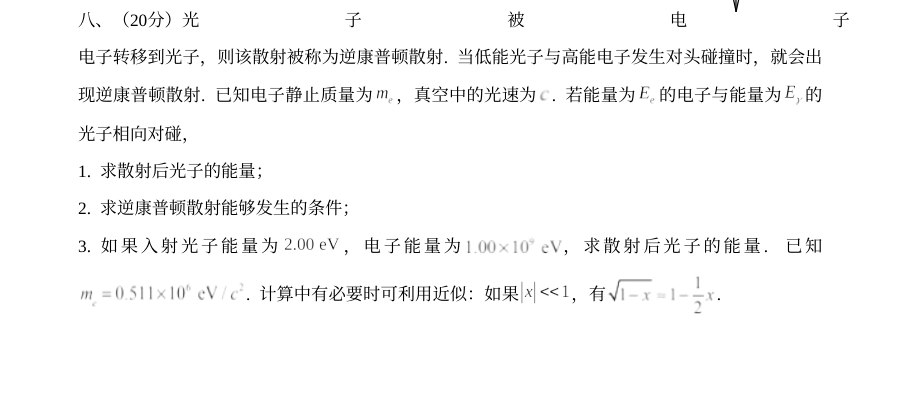 八、（20分）光 子 被 电 子
电子转移到光子，则该散射被称为逆康普顿散射．当低能光子与高能电子发生对头碰撞时，就会出
现逆康普顿散射．已知电子静止质量为 mₑ，真空中的光速为 c．若能量为 Eₑ 的电子与能量为 Eᵧ 的
光子相向对碰，
1. 求散射后光子的能量；
2. 求逆康普顿散射能够发生的条件；
3. 如果入射光子能量为 2.00 eV，电子能量为 1.00×10⁹ eV，求散射后光子的能量．已知
mₑ = 0.511×10⁶ eV / c²．计算中有必要时可利用近似：如果 |x| <<1，有 √(1−x) = 1−½x．